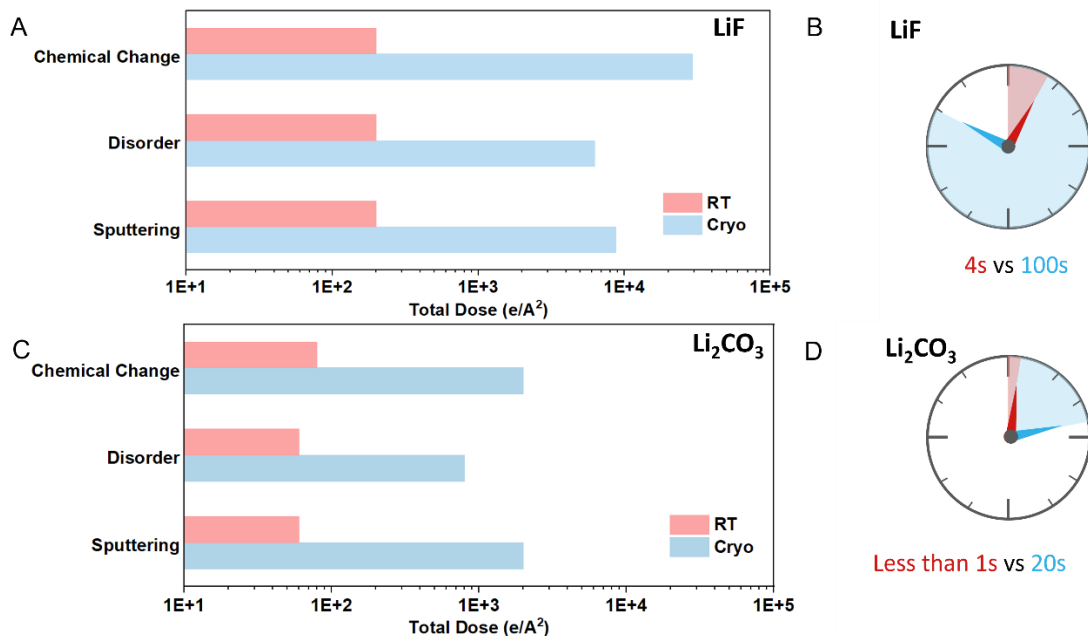 A
LiF
Chemical Change
Disorder
Sputtering
RT
Cryo
1E+1 1E+2 1E+3 1E+4 1E+5
Total Dose (e/A²)
B
LiF
4s vs 100s
C
Li₂CO₃
Chemical Change
Disorder
Sputtering
RT
Cryo
1E+1 1E+2 1E+3 1E+4 1E+5
Total Dose (e/A²)
D
Li₂CO₃
Less than 1s vs 20s